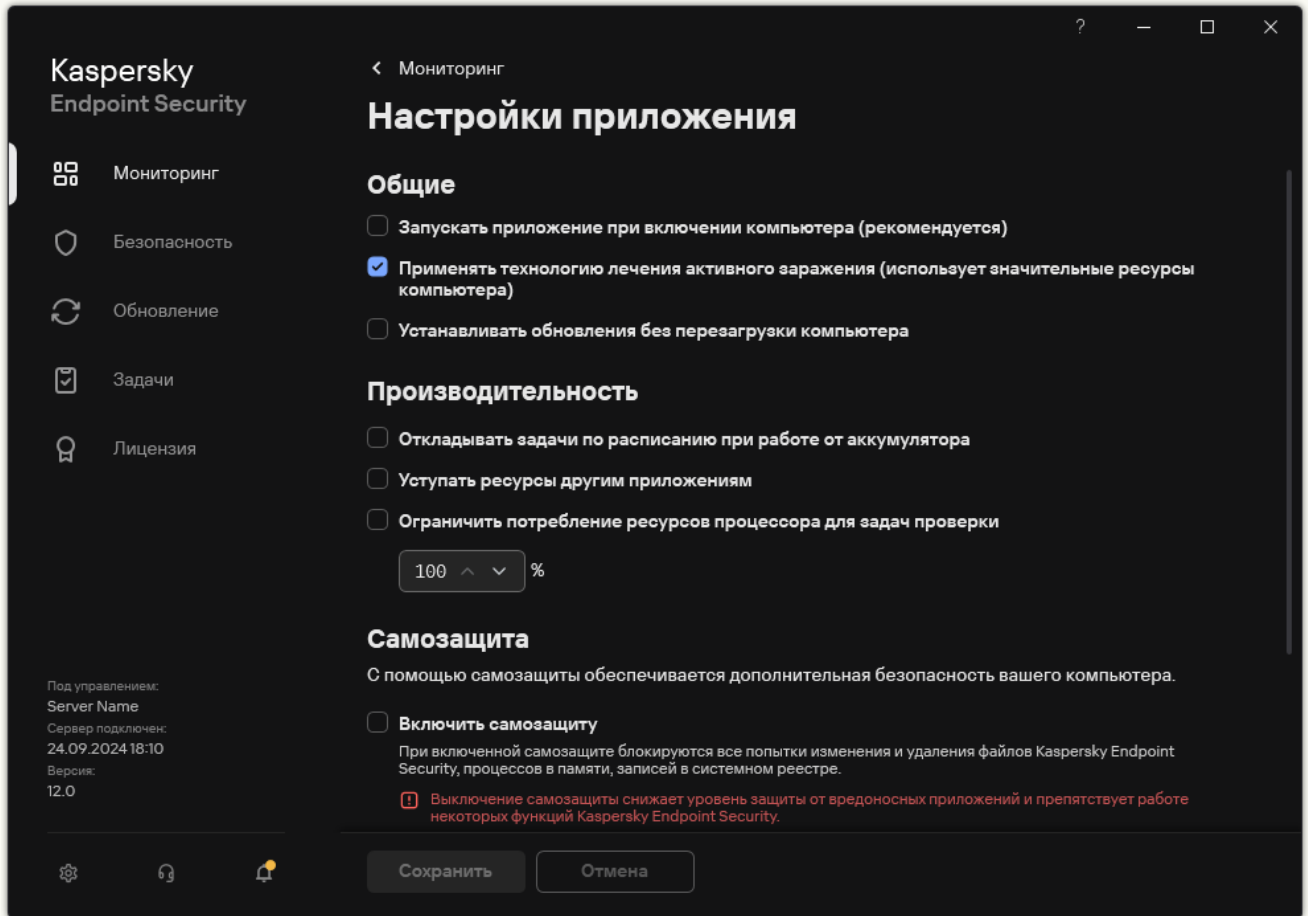 ?
Kaspersky
Endpoint Security
Мониторинг
Безопасность
Обновление
Задачи
Лицензия
Под управлением:
Server Name
Сервер подключен:
24.09.2024 18:10
Версия:
12.0
Мониторинг
Настройки приложения
Общие
Запускать приложение при включении компьютера (рекомендуется)
Применять технологию лечения активного заражения (использует значительные ресурсы
компьютера)
Устанавливать обновления без перезагрузки компьютера
Производительность
Откладывать задачи по расписанию при работе от аккумулятора
Уступать ресурсы другим приложениям
Ограничить потребление ресурсов процессора для задач проверки
100 %
Самозащита
С помощью самозащиты обеспечивается дополнительная безопасность вашего компьютера.
Включить самозащиту
При включенной самозащите блокируются все попытки изменения и удаления файлов Kaspersky Endpoint
Security, процессов в памяти, записей в системном реестре.
Выключение самозащиты снижает уровень защиты от вредоносных приложений и препятствует работе
некоторых функций Kaspersky Endpoint Security.
Сохранить
Отмена